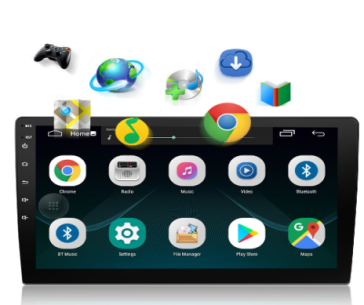 Home
Chrome Radio Music Video Bluetooth
BT Music Settings File Manager Play Store Maps